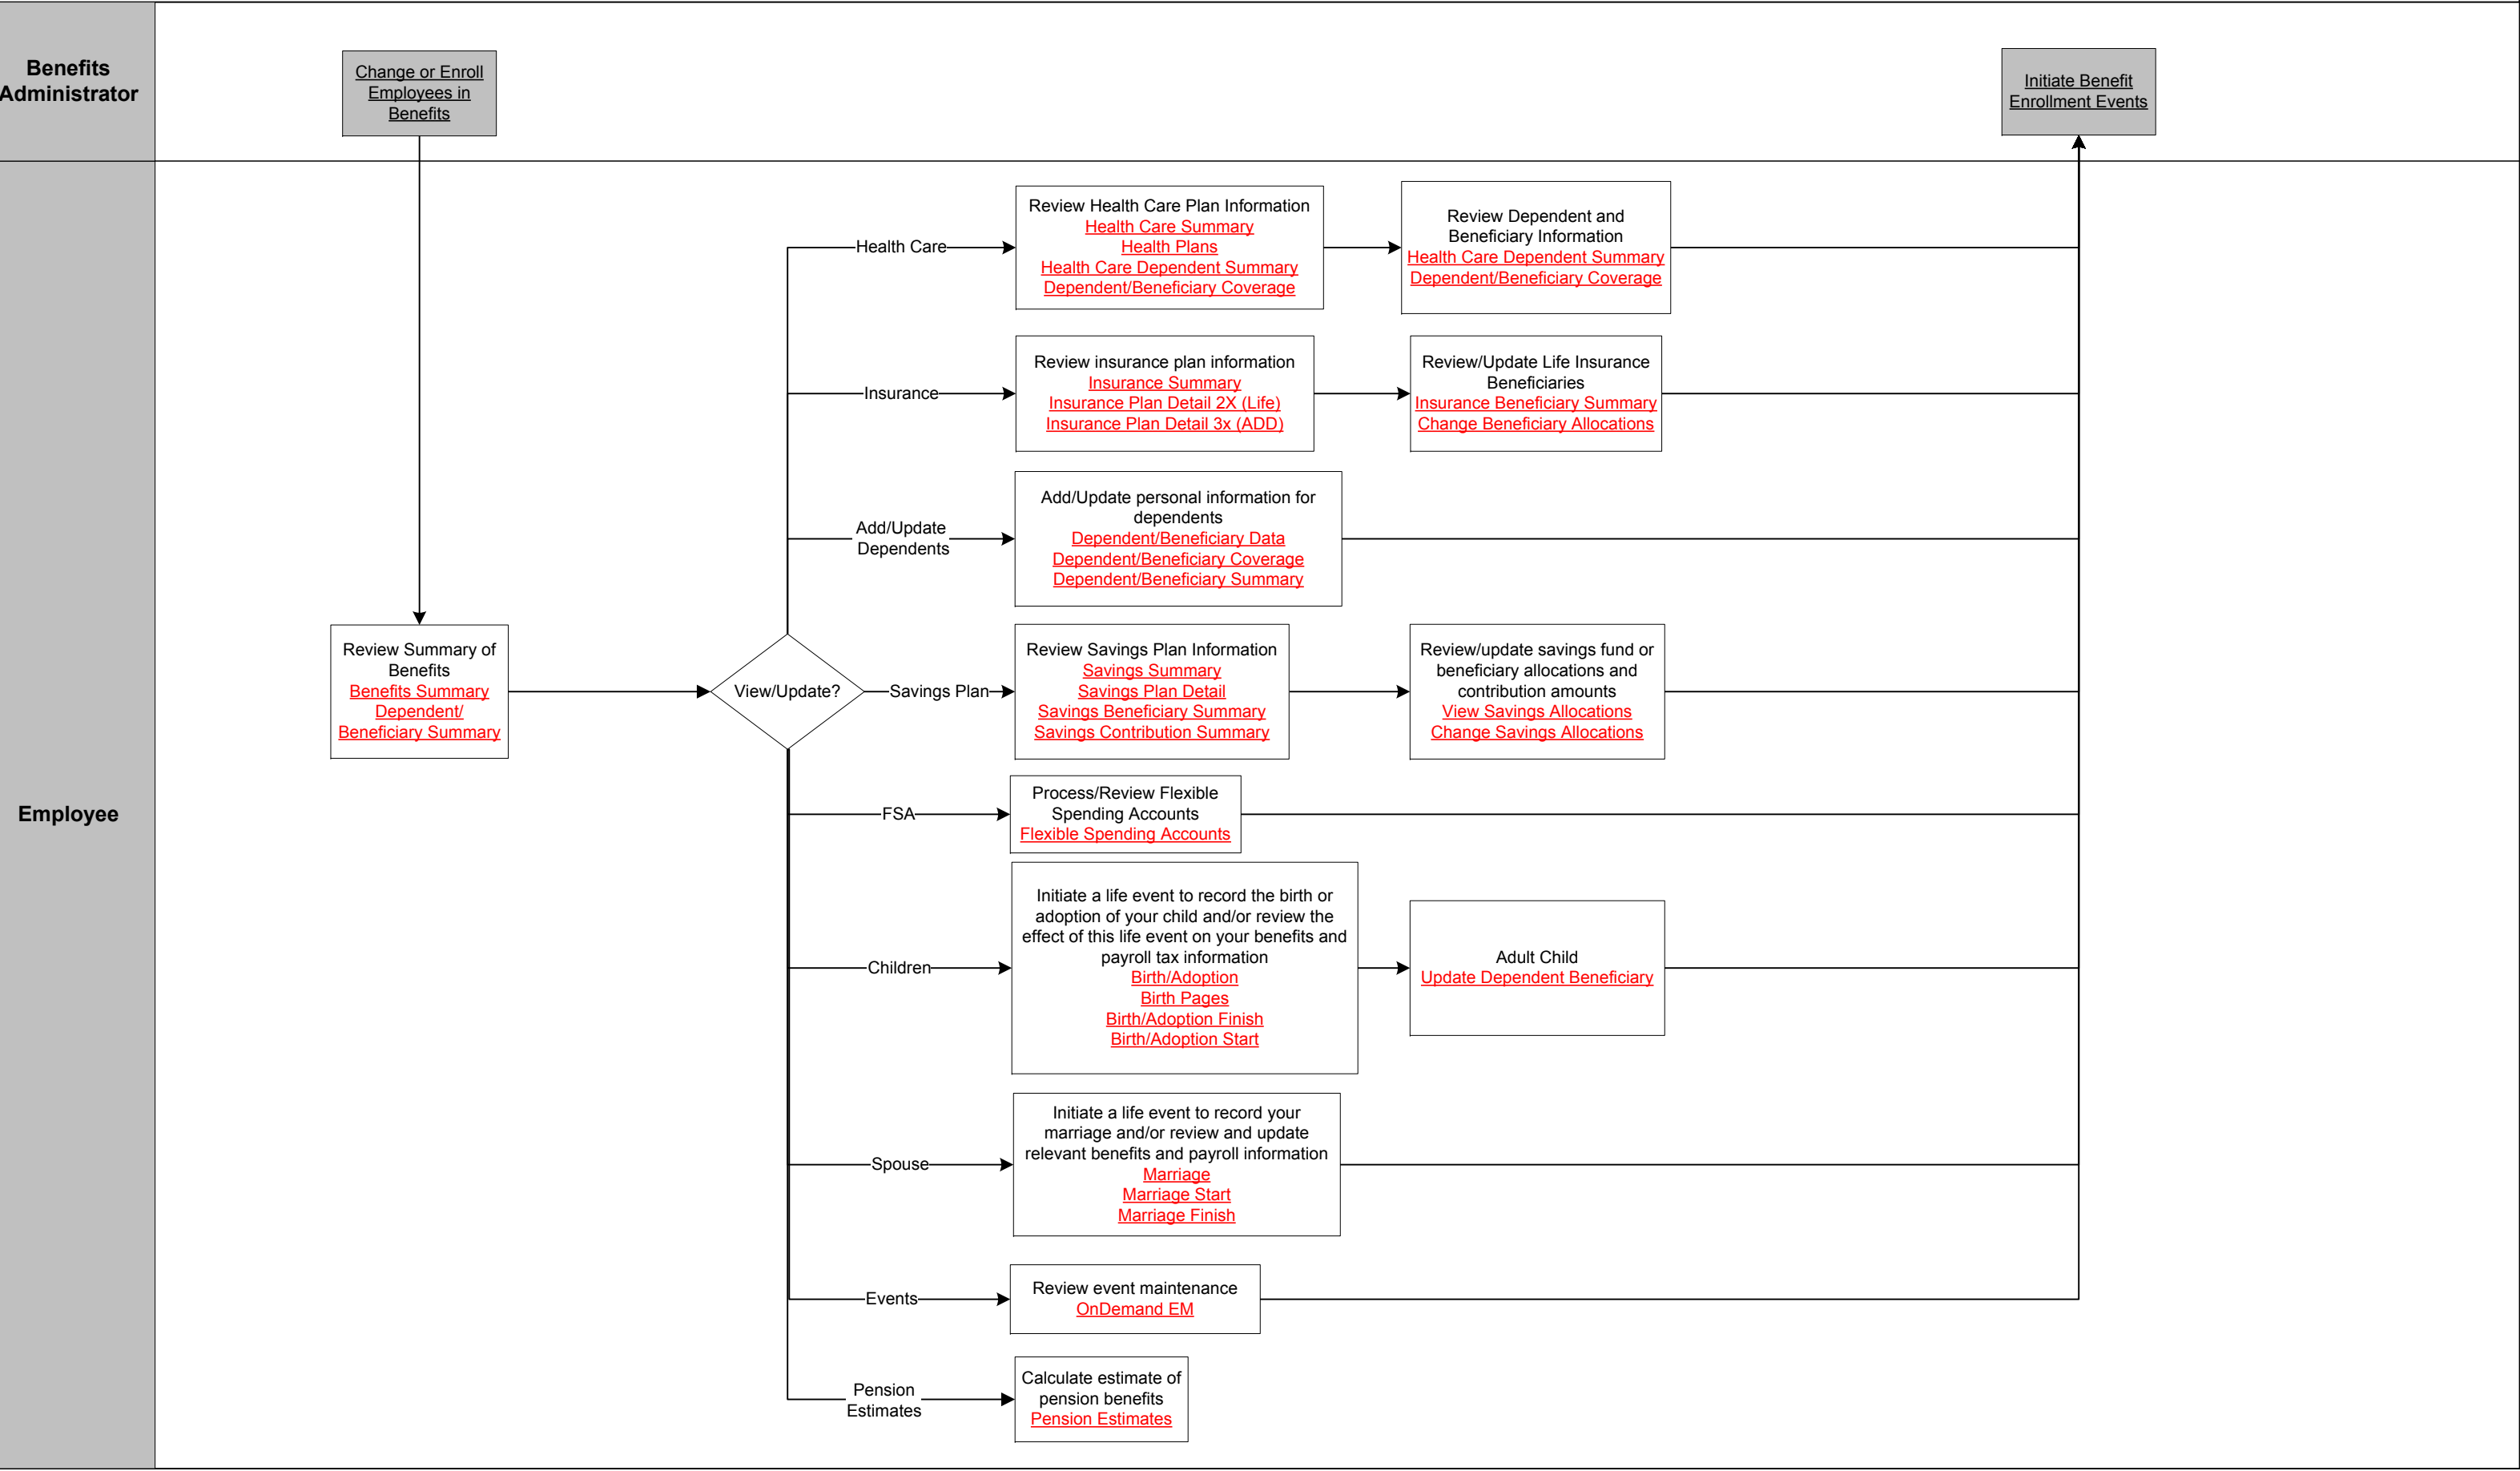 Benefits
Administrator
Change or Enroll
Employees in
Benefits
Initiate Benefit
Enrollment Events
Employee
Review Summary of
Benefits
Benefits Summary
Dependent/
Beneficiary Summary
View/Update?
Health Care
Review Health Care Plan Information
Health Care Summary
Health Plans
Health Care Dependent Summary
Dependent/Beneficiary Coverage
Review Dependent and
Beneficiary Information
Health Care Dependent Summary
Dependent/Beneficiary Coverage
Insurance
Review insurance plan information
Insurance Summary
Insurance Plan Detail 2X (Life)
Insurance Plan Detail 3x (ADD)
Review/Update Life Insurance
Beneficiaries
Insurance Beneficiary Summary
Change Beneficiary Allocations
Add/Update
Dependents
Add/Update personal information for
dependents
Dependent/Beneficiary Data
Dependent/Beneficiary Coverage
Dependent/Beneficiary Summary
Savings Plan
Review Savings Plan Information
Savings Summary
Savings Plan Detail
Savings Beneficiary Summary
Savings Contribution Summary
Review/update savings fund or
beneficiary allocations and
contribution amounts
View Savings Allocations
Change Savings Allocations
FSA
Process/Review Flexible
Spending Accounts
Flexible Spending Accounts
Children
Initiate a life event to record the birth or
adoption of your child and/or review the
effect of this life event on your benefits and
payroll tax information
Birth/Adoption
Birth Pages
Birth/Adoption Finish
Birth/Adoption Start
Adult Child
Update Dependent Beneficiary
Spouse
Initiate a life event to record your
marriage and/or review and update
relevant benefits and payroll information
Marriage
Marriage Start
Marriage Finish
Events
Review event maintenance
OnDemand EM
Pension
Estimates
Calculate estimate of
pension benefits
Pension Estimates